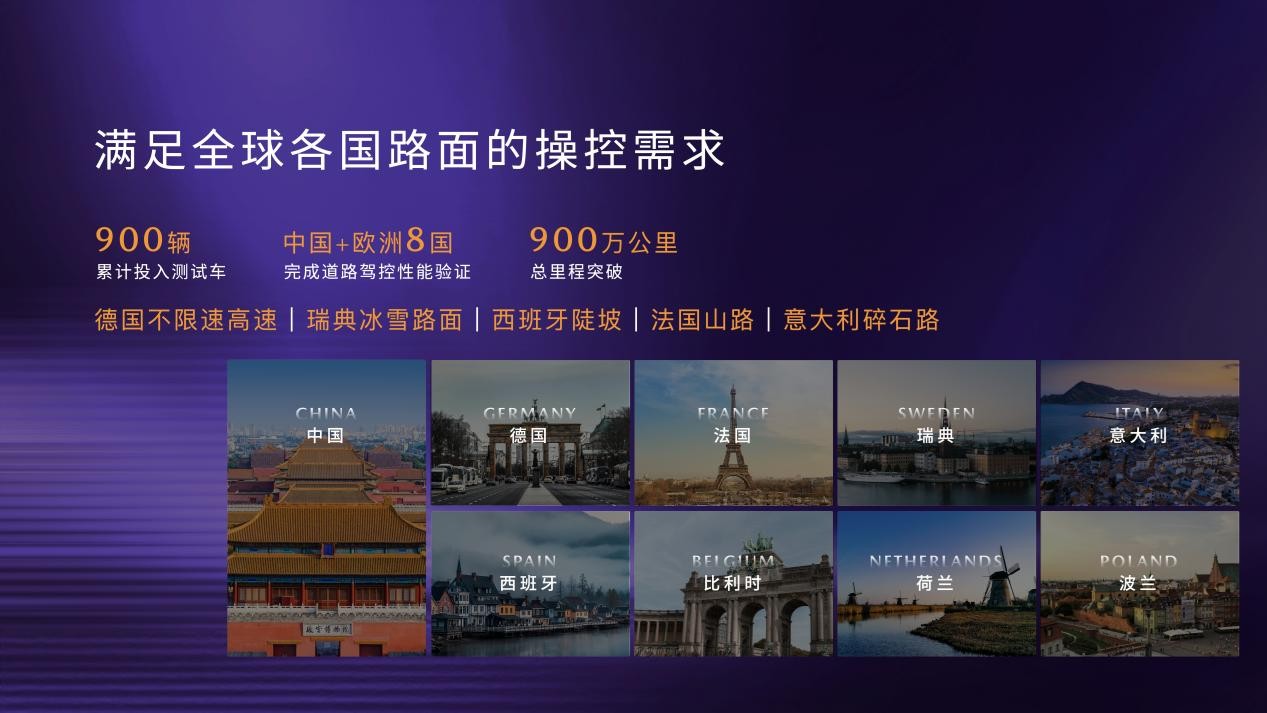 满足全球各国路面的操控需求
900辆 中国+欧洲8国 900万公里
累计投入测试车 完成道路驾控性能验证 总里程突破
德国不限速高速｜瑞典冰雪路面｜西班牙陡坡｜法国山路｜意大利碎石路
CHINA
中国
GERMANY
德国
FRANCE
法国
SWEDEN
瑞典
ITALY
意大利
SPAIN
西班牙
BELGIUM
比利时
NETHERLANDS
荷兰
POLAND
波兰
故宫博物院